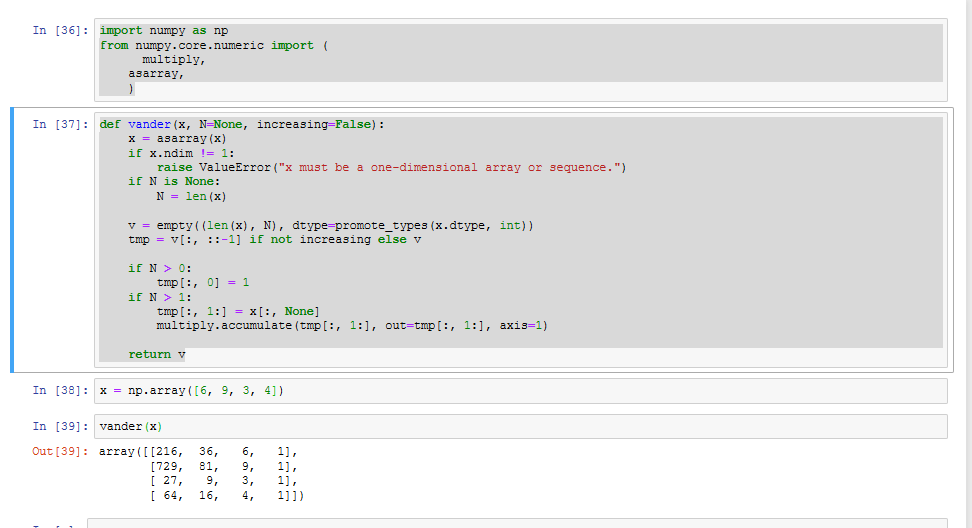 In [36]: import numpy as np
from numpy.core.numeric import (
      multiply,
    asarray,
    )
In [37]: def vander(x, N=None, increasing=False):
    x = asarray(x)
    if x.ndim != 1:
        raise ValueError("x must be a one-dimensional array or sequence.")
    if N is None:
        N = len(x)

    v = empty((len(x), N), dtype=promote_types(x.dtype, int))
    tmp = v[:, ::-1] if not increasing else v

    if N > 0:
        tmp[:, 0] = 1
    if N > 1:
        tmp[:, 1:] = x[:, None]
        multiply.accumulate(tmp[:, 1:], out=tmp[:, 1:], axis=1)

    return v
In [38]: x = np.array([6, 9, 3, 4])
In [39]: vander(x)
Out[39]: array([[216,  36,   6,   1],
       [729,  81,   9,   1],
       [ 27,   9,   3,   1],
       [ 64,  16,   4,   1]])